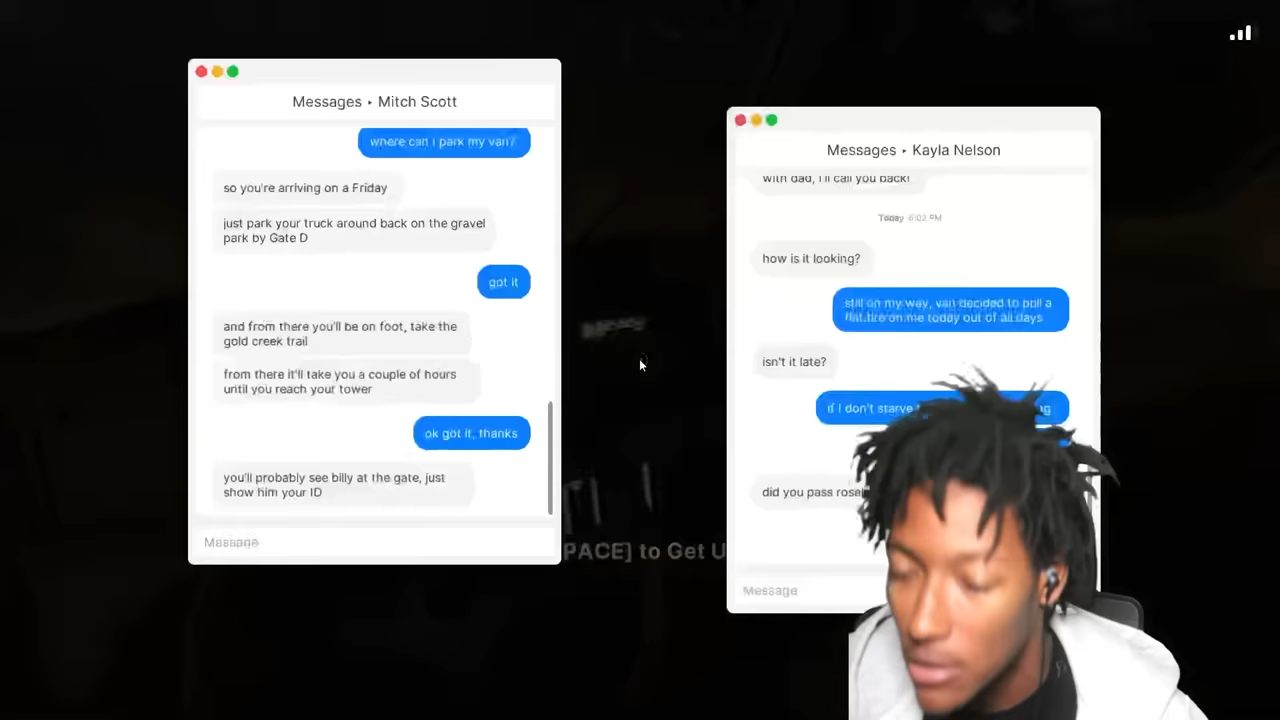 Messages ‣ Mitch Scott
where can I park my van?
so you're arriving on a Friday
just park your truck around back on the gravel
park by Gate D
got it
and from there you'll be on foot, take the
gold creek trail
from there it'll take you a couple of hours
until you reach your tower
ok got it, thanks
you'll probably see billy at the gate, just
show him your ID
Message
PACE] to Get U
Messages ‣ Kayla Nelson
with dad, I'll call you back!
Today 6:02 PM
how is it looking?
still on my way, van decided to pull a
flat tire on me today out of all days
isn't it late?
if I don't starve
did you pass
Message